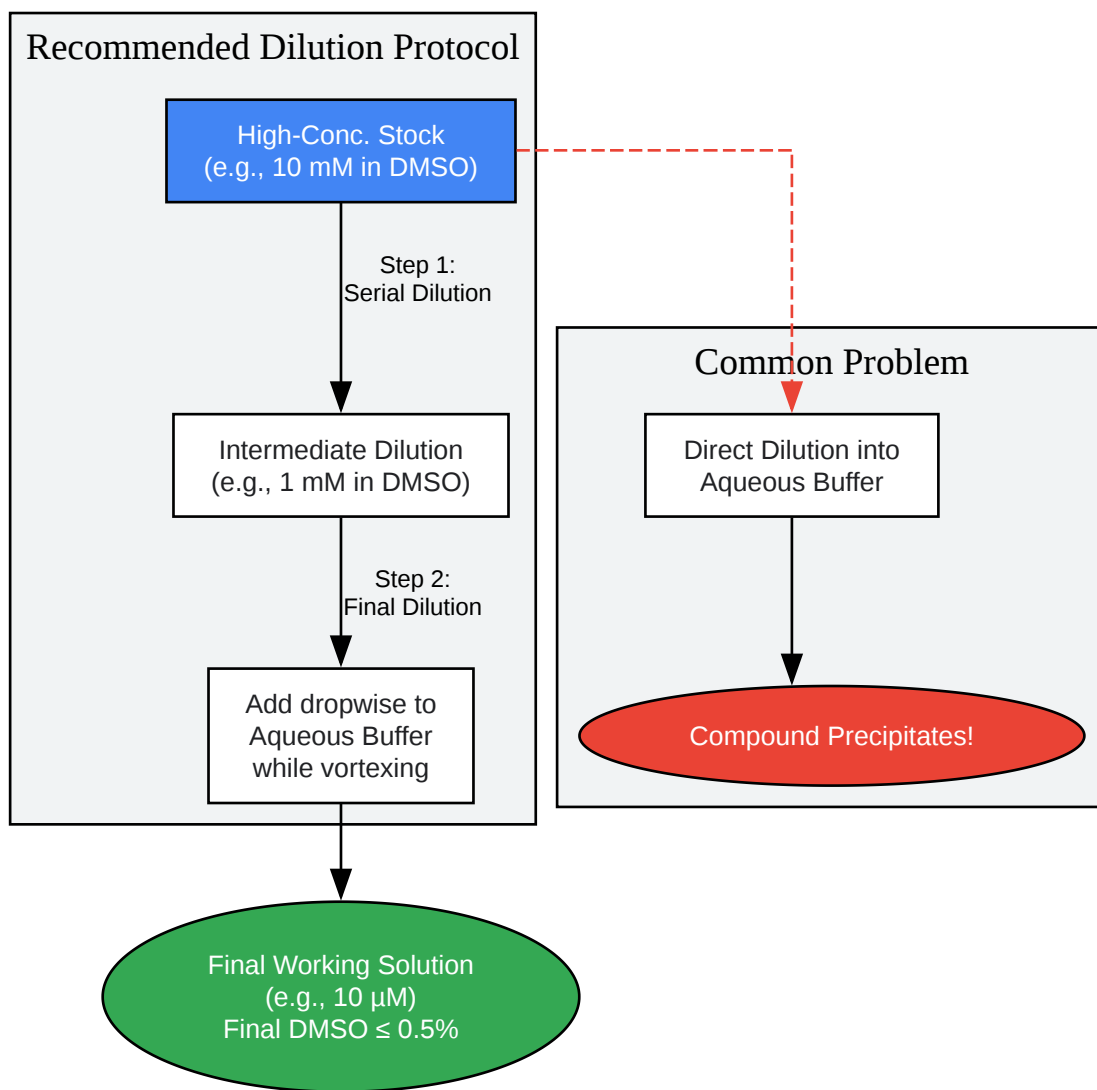 Recommended Dilution Protocol
High-Conc. Stock
(e.g., 10 mM in DMSO)
Step 1:
Serial Dilution
Intermediate Dilution
(e.g., 1 mM in DMSO)
Step 2:
Final Dilution
Add dropwise to
Aqueous Buffer
while vortexing
Final Working Solution
(e.g., 10 µM)
Final DMSO ≤ 0.5%
Common Problem
Direct Dilution into
Aqueous Buffer
Compound Precipitates!